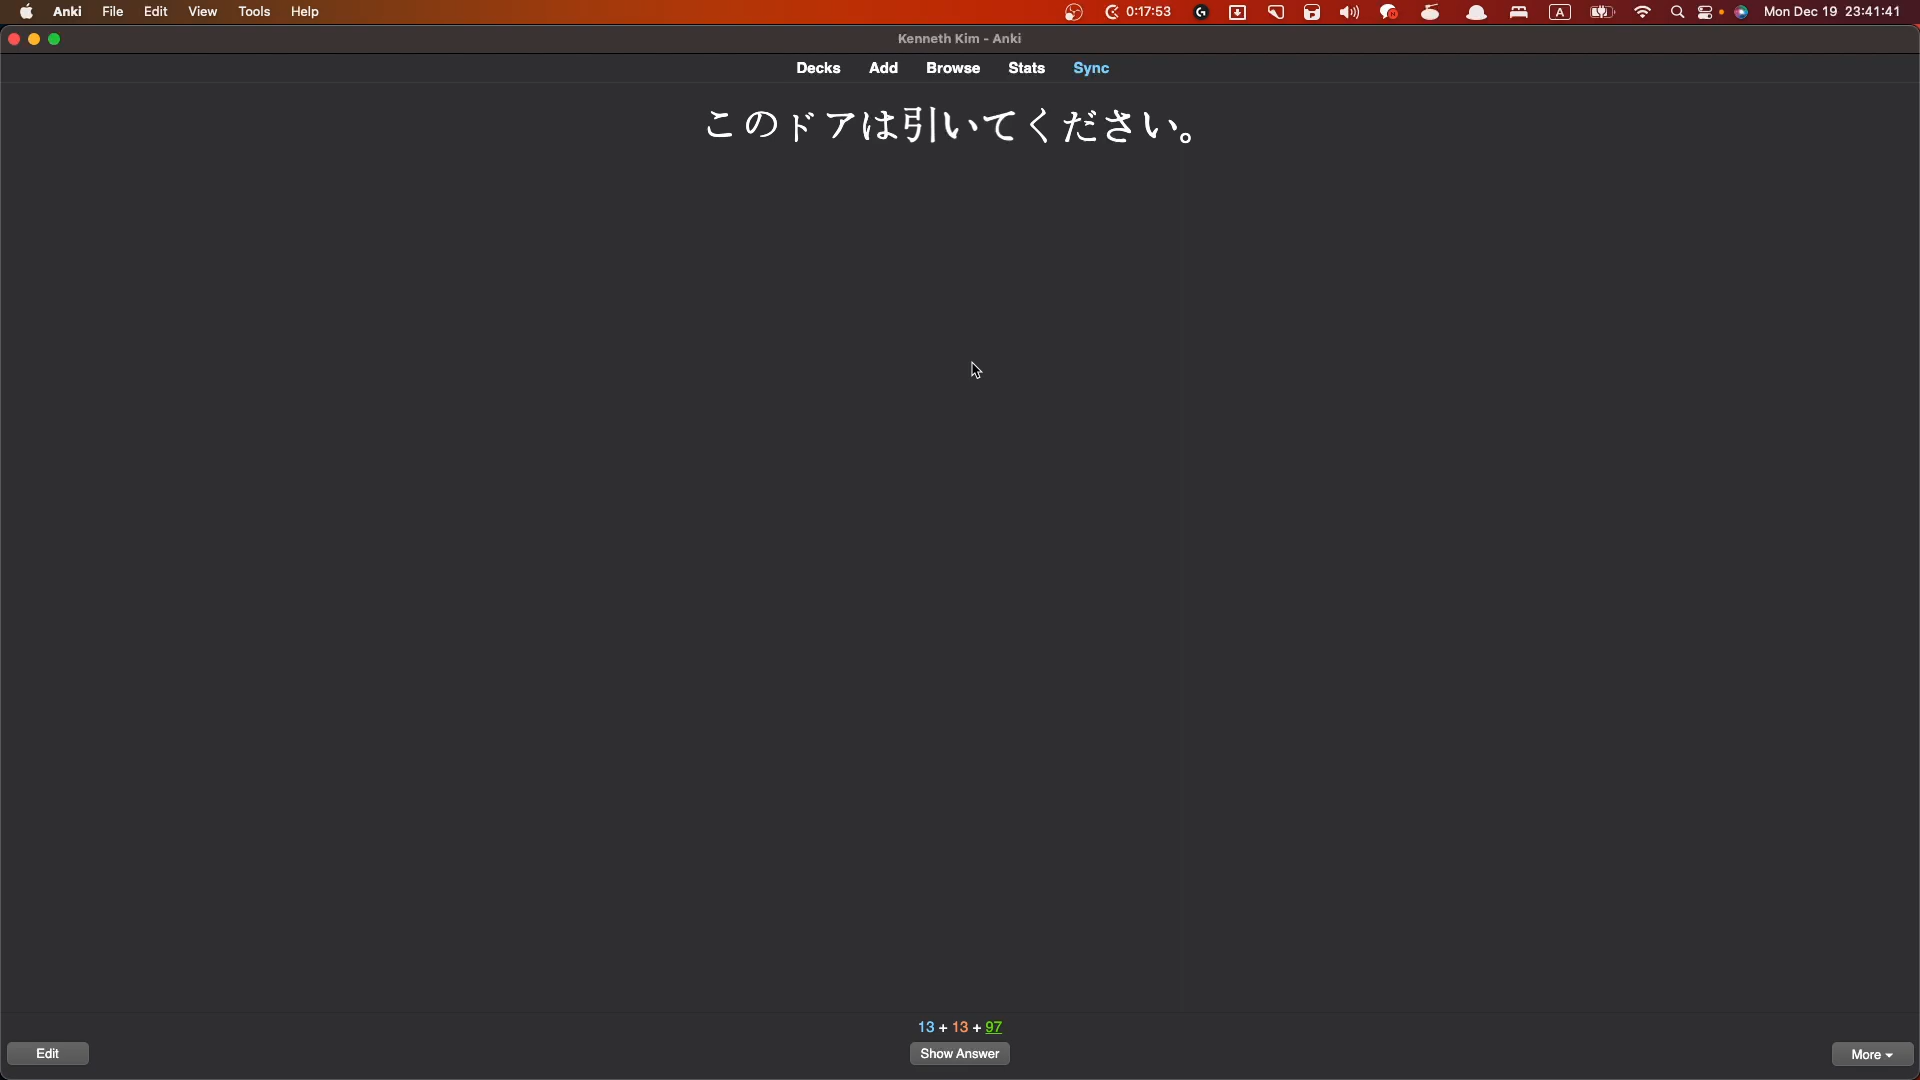 Anki File Edit View Tools Help 0:17:53 A Mon Dec 19 23:41:41
Kenneth Kim - Anki
Decks Add Browse Stats Sync
このドアは引いてください。
13 + 13 + 97
Edit Show Answer More